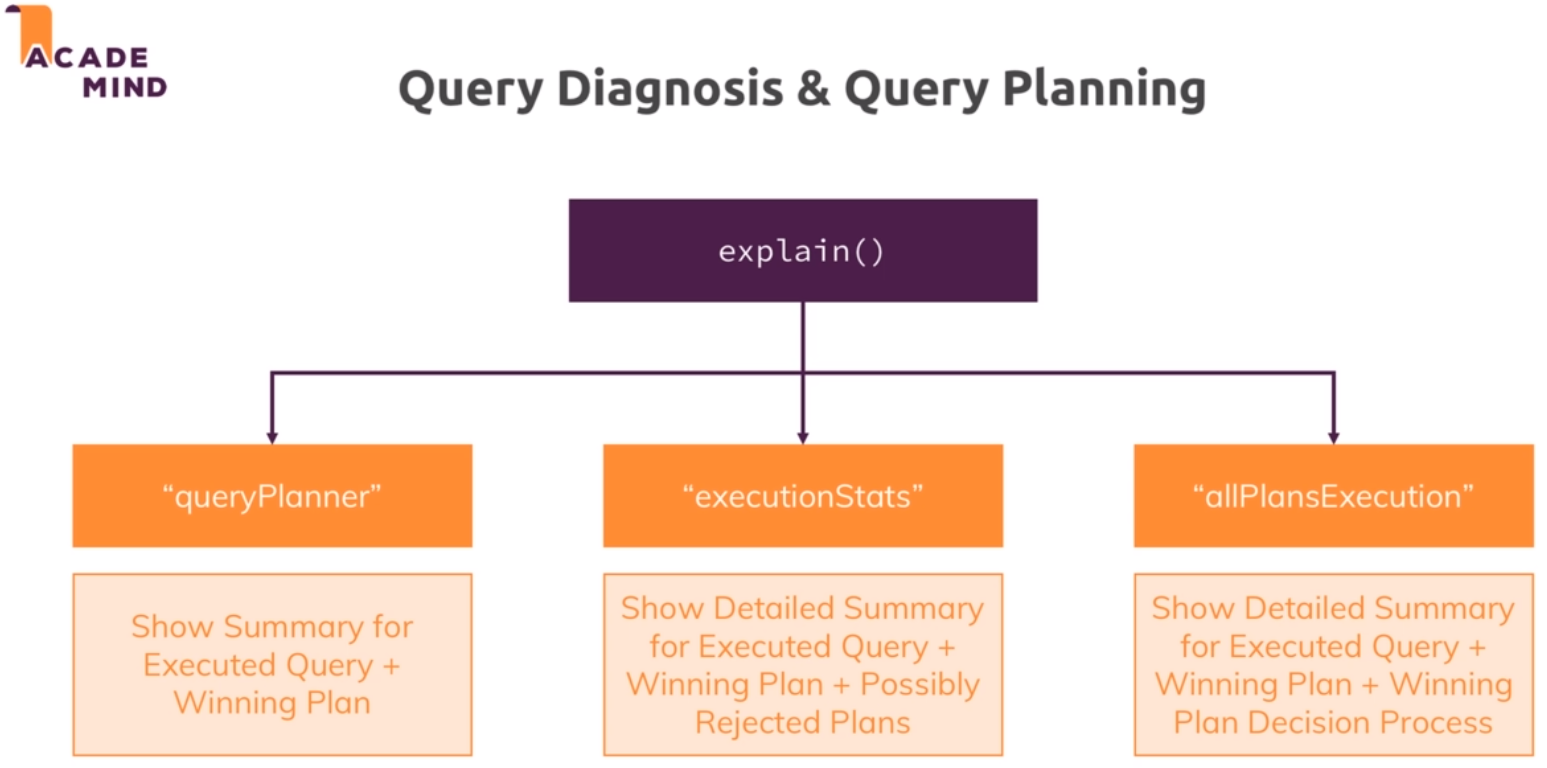 ACADE
MIND
Query Diagnosis & Query Planning
explain()
“queryPlanner”
“executionStats”
“allPlansExecution”
Show Summary for
Executed Query +
Winning Plan
Show Detailed Summary
for Executed Query +
Winning Plan + Possibly
Rejected Plans
Show Detailed Summary
for Executed Query +
Winning Plan + Winning
Plan Decision Process